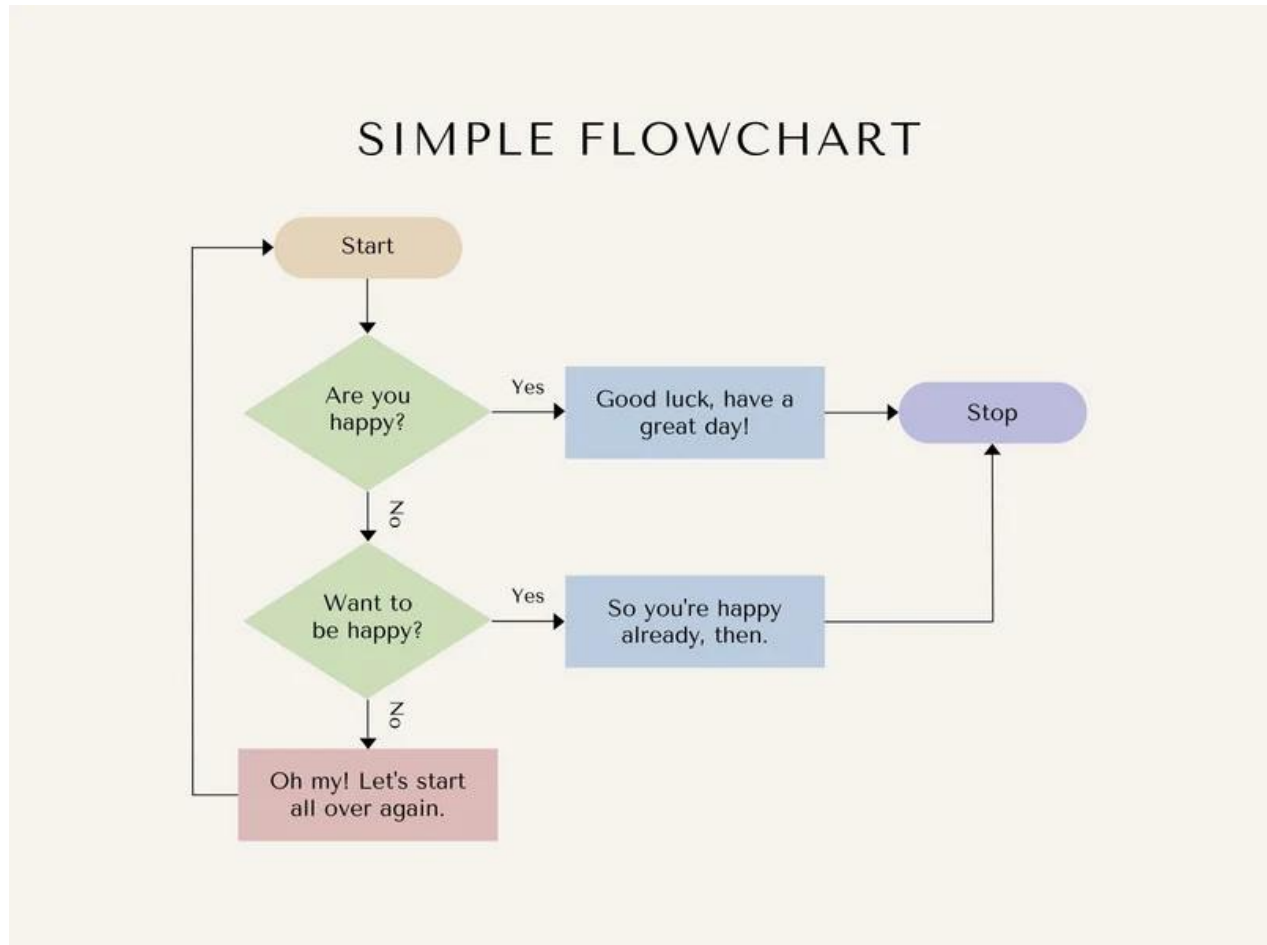 SIMPLE FLOWCHART
Start
Are you
happy?
Yes
Good luck, have a
great day!
Stop
No
Want to
be happy?
Yes
So you're happy
already, then.
No
Oh my! Let's start
all over again.